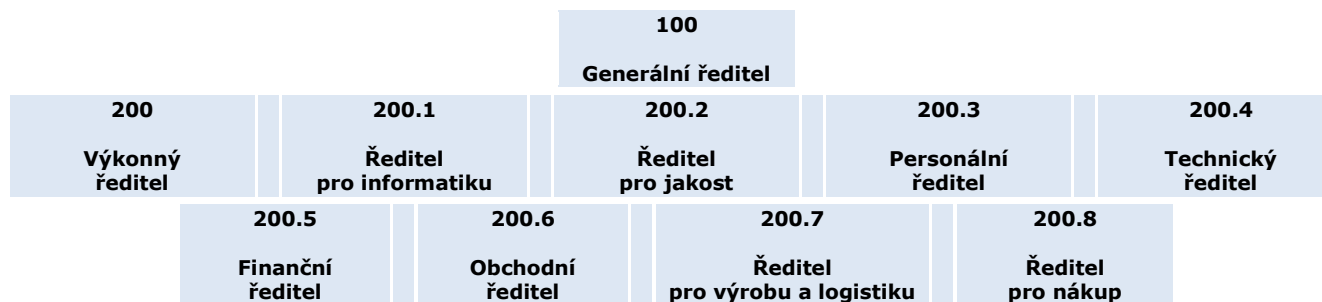 100
Generální ředitel
200
Výkonný
ředitel
200.1
Ředitel
pro informatiku
200.2
Ředitel
pro jakost
200.3
Personální
ředitel
200.4
Technický
ředitel
200.5
Finanční
ředitel
200.6
Obchodní
ředitel
200.7
Ředitel
pro výrobu a logistiku
200.8
Ředitel
pro nákup